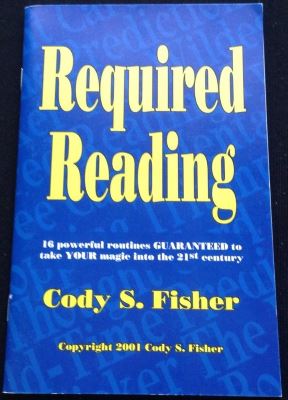 Required
Reading
16 powerful routines GUARANTEED to
take YOUR magic into the 21st century
Cody S. Fisher
Copyright 2001 Cody S. Fisher